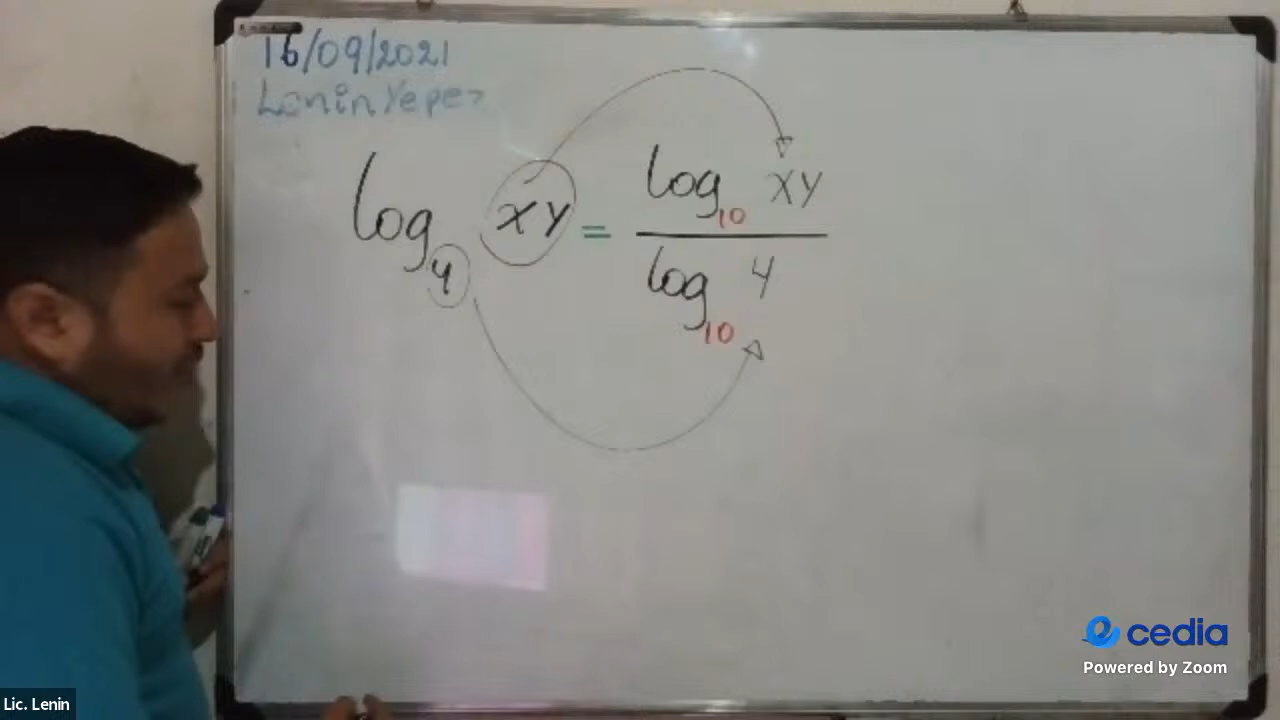 16/09/2021
Lenin Yepez
log₄ xy = log₁₀ xy / log₁₀ 4
cedia
Powered by Zoom
Lic. Lenin